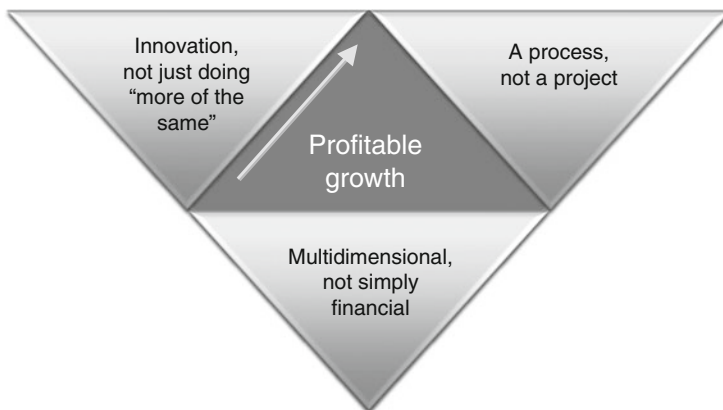 Innovation,
not just doing
“more of the
same”
A process,
not a project
Profitable
growth
Multidimensional,
not simply
financial